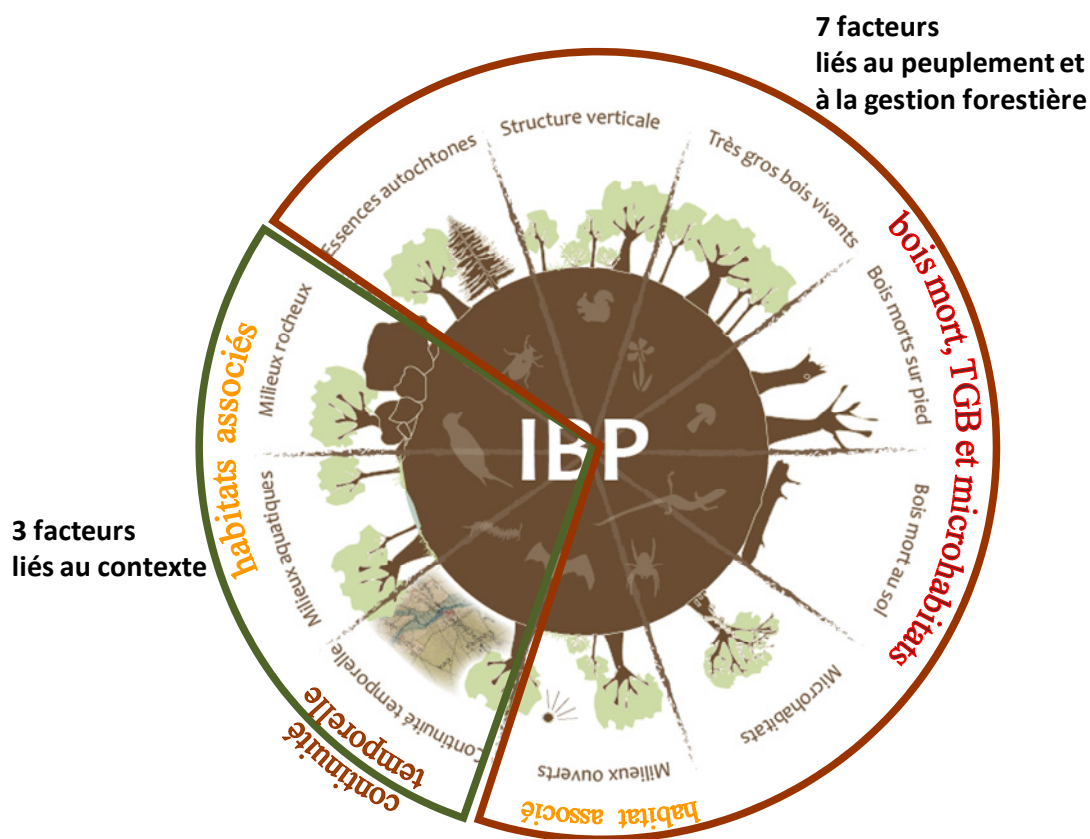 7 facteurs
liés au peuplement et
à la gestion forestière
Structure verticale
Très gros bois vivants
Bois morts sur pied
Bois mort au sol
Microhabitats
Milieux ouverts
Continuité temporelle
Milieux aquatiques
Milieux rocheux
Essences autochtones
bois mort, TGB et microhabitats
habitat associé
continuité
temporelle
habitats associés
IBP
3 facteurs
liés au contexte